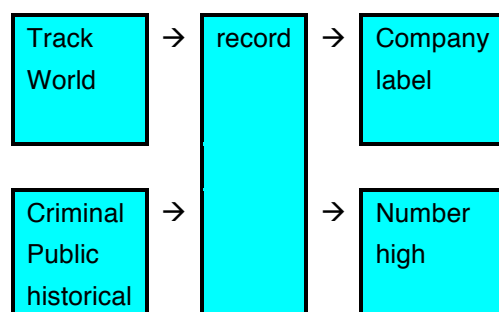 Track → record → Company
World label
Criminal → → Number
Public high
historical